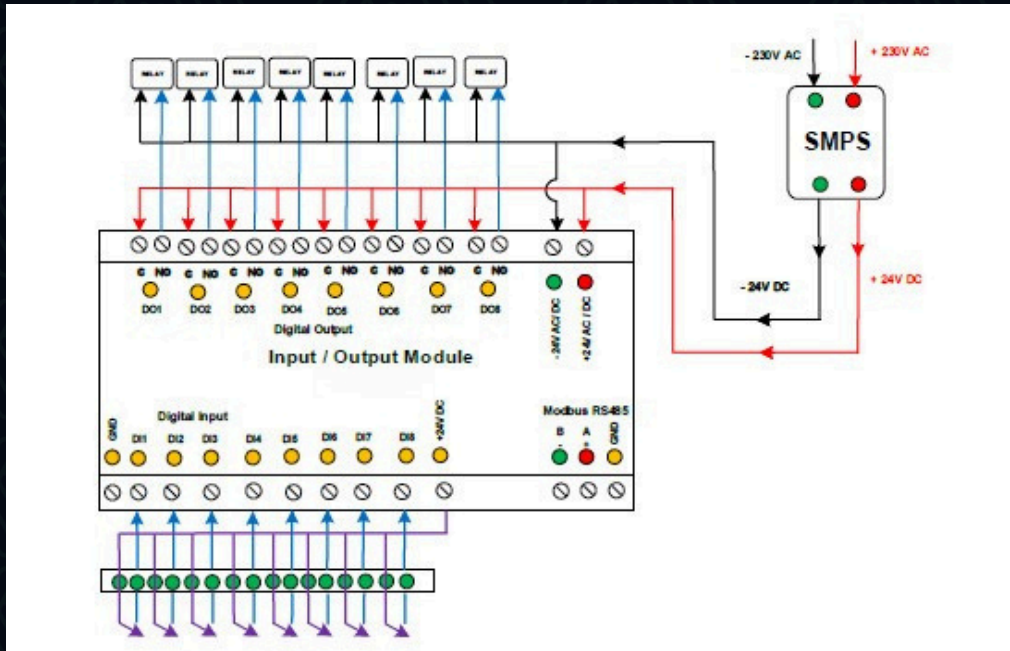 RELAY RELAY RELAY RELAY RELAY RELAY RELAY RELAY
- 230V AC
+ 230V AC
SMPS
- 24V DC
+ 24V DC
C NO C NO C NO C NO C NO C NO C NO C NO
DO1 DO2 DO3 DO4 DO5 DO6 DO7 DO8
- 24V AC/ DC
+24V AC / DC
Digital Output
Input / Output Module
Digital Input
Modbus RS485
GND DI1 DI2 DI3 DI4 DI5 DI6 DI7 DI8 +24V DC
B A GND
- +